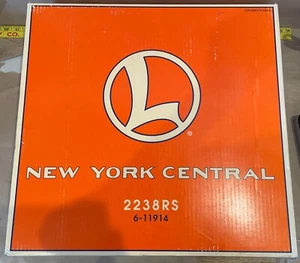 L
®
NEW YORK CENTRAL
2238RS
6-11914